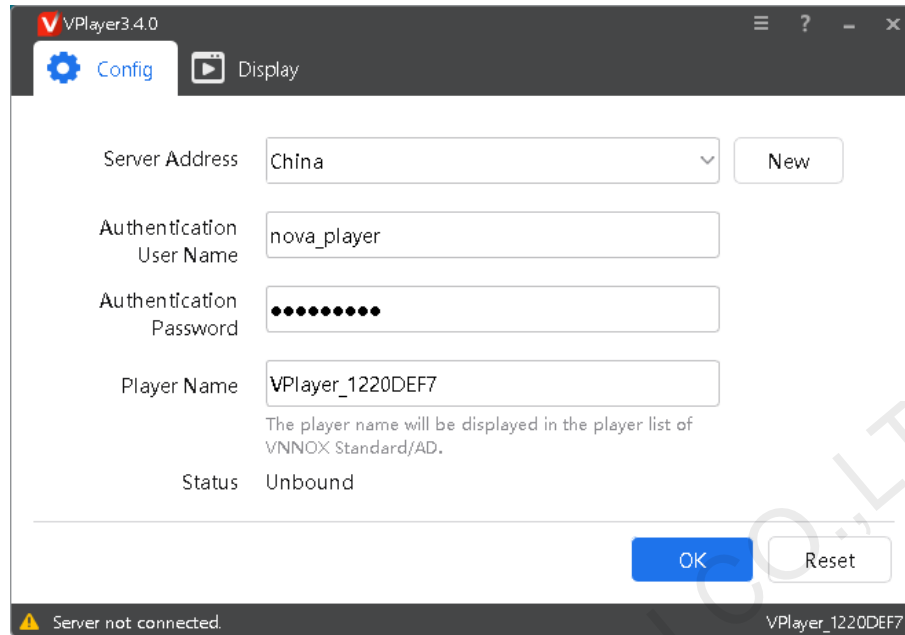 VPlayer3.4.0
Config
Display
Server Address
China
New
Authentication
User Name
nova_player
Authentication
Password
●●●●●●●●●
Player Name
VPlayer_1220DEF7
The player name will be displayed in the player list of
VNNOX Standard/AD.
Status
Unbound
OK
Reset
Server not connected.
VPlayer_1220DEF7
CO.,LT